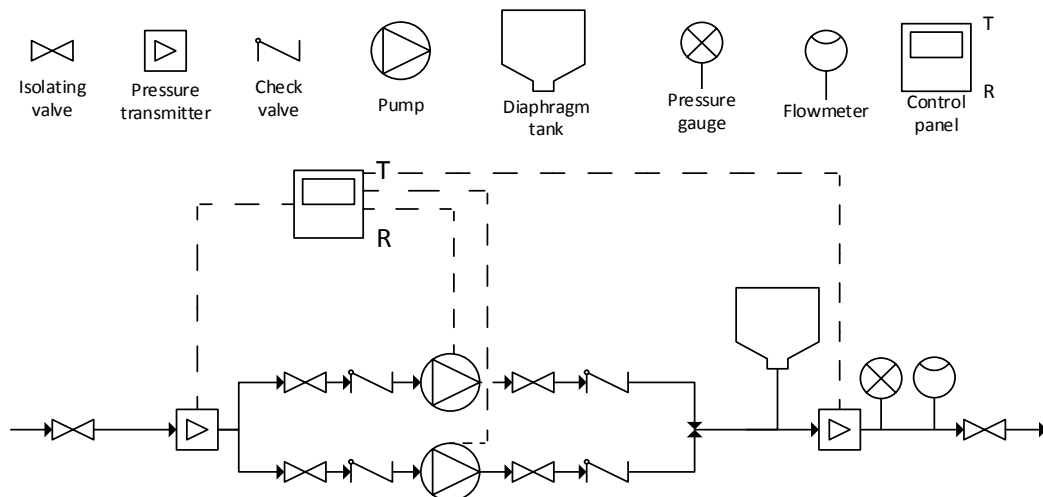 T
R
Isolating
valve
Pressure
transmitter
Check
valve
Pump
Diaphragm
tank
Pressure
gauge
Flowmeter
Control
panel
T
R